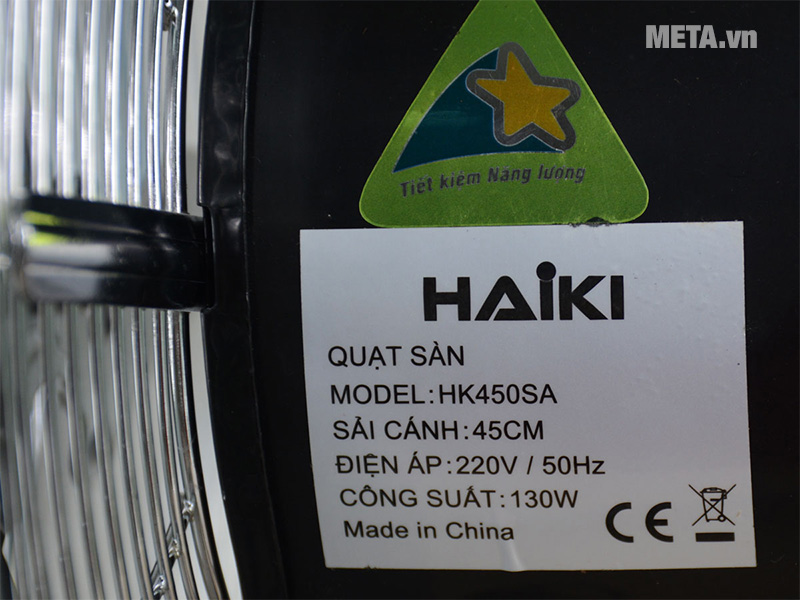 META.vn
Tiết kiệm Năng lượng
HAIKI
QUẠT SÀN
MODEL:HK450SA
SẢI CÁNH:45CM
ĐIỆN ÁP:220V / 50Hz
CÔNG SUẤT:130W
Made in China
CE